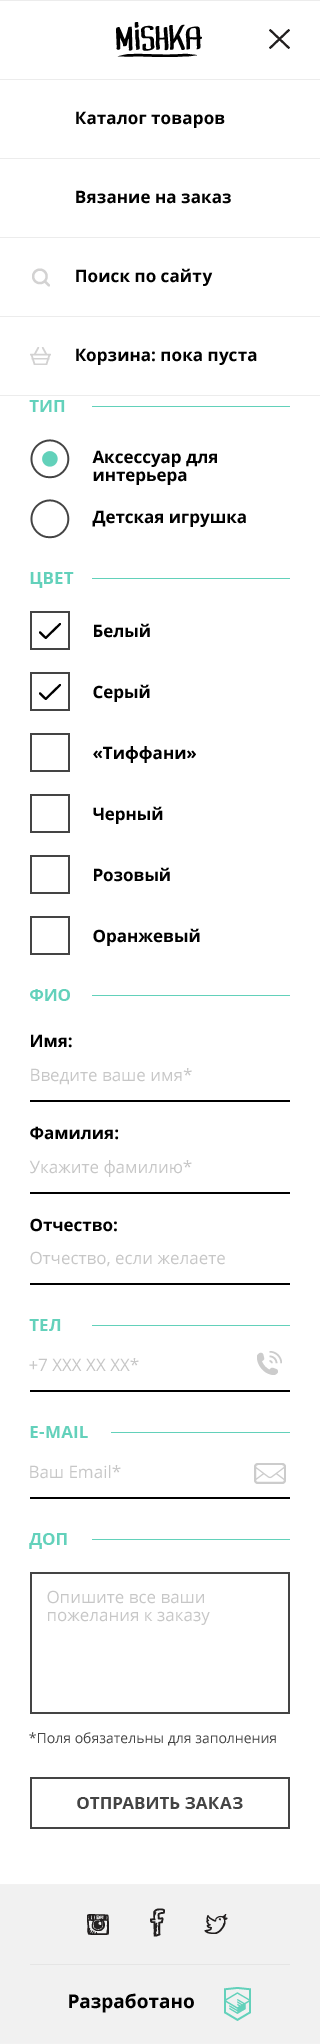 MiSHKA
Каталог товаров
Вязание на заказ
Поиск по сайту
Корзина: пока пуста
ТИП
Аксессуар для
интерьера
Детская игрушка
ЦВЕТ
Белый
Серый
«Тиффани»
Черный
Розовый
Оранжевый
ФИО
Имя:
Введите ваше имя*
Фамилия:
Укажите фамилию*
Отчество:
Отчество, если желаете
ТЕЛ
+7 XXX XX XX*
E-MAIL
Ваш Email*
ДОП
Опишите все ваши
пожелания к заказу
*Поля обязательны для заполнения
ОТПРАВИТЬ ЗАКАЗ
Разработано